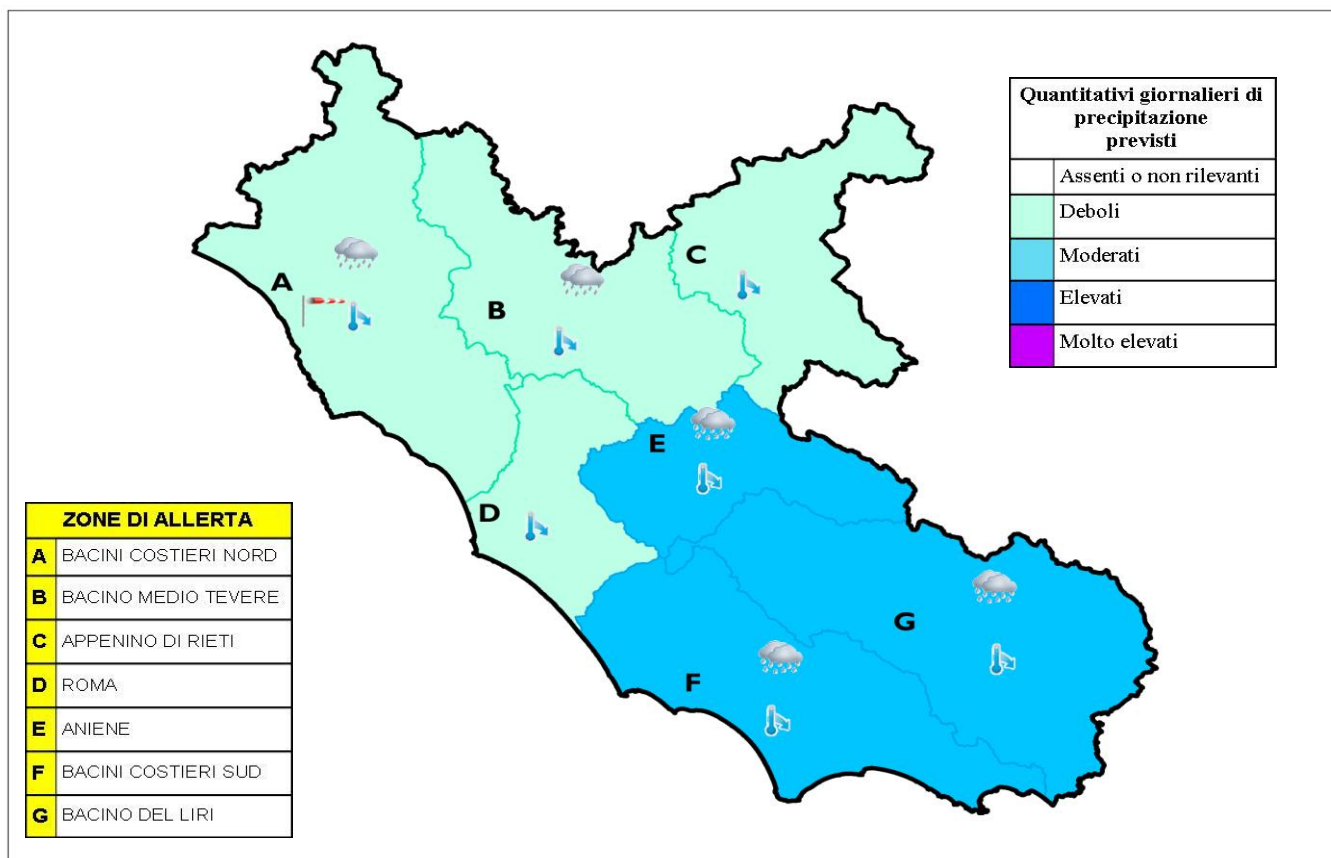 Quantitativi giornalieri di
precipitazione
previsti
Assenti o non rilevanti
Deboli
Moderati
Elevati
Molto elevati
A
B
C
D
E
F
G
ZONE DI ALLERTA
A BACINI COSTIERI NORD
B BACINO MEDIO TEVERE
C APPENINO DI RIETI
D ROMA
E ANIENE
F BACINI COSTIERI SUD
G BACINO DEL LIRI